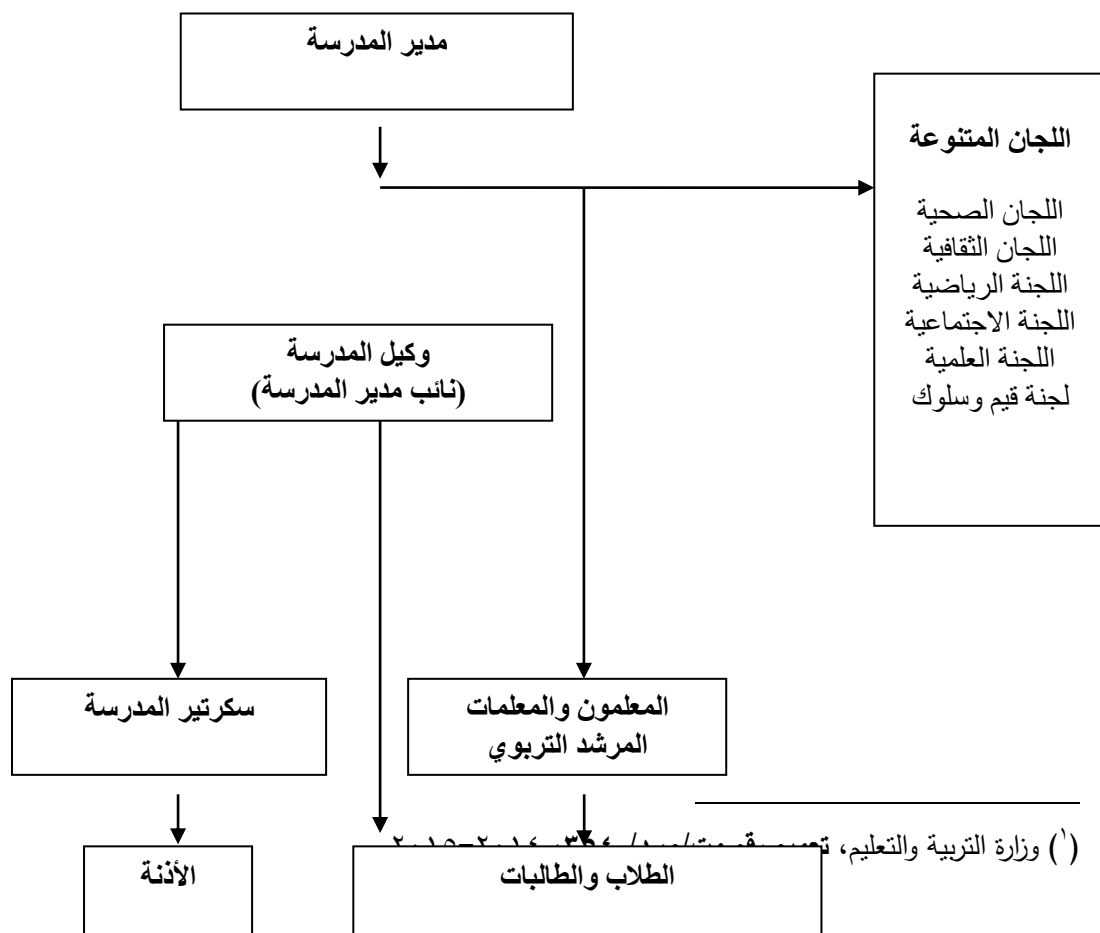 مدير المدرسة
اللجان المتنوعة
اللجان الصحية
اللجان الثقافية
اللجنة الرياضية
اللجنة الاجتماعية
اللجنة العلمية
لجنة قيم وسلوك
وكيل المدرسة
(نائب مدير المدرسة)
المعلمون والمعلمات
المرشد التربوي
سكرتير المدرسة
(١) وزارة التربية والتعليم،
الطلاب والطالبات
الأذنة